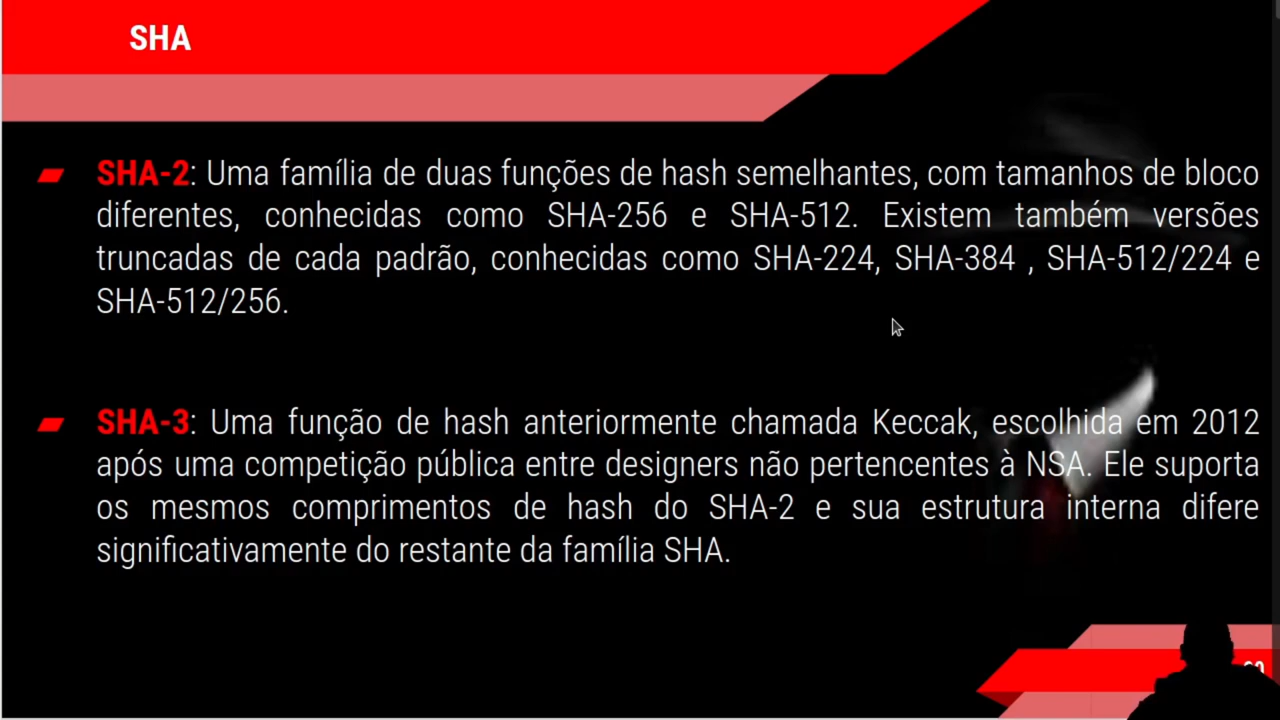 SHA
SHA-2: Uma família de duas funções de hash semelhantes, com tamanhos de bloco
diferentes, conhecidas como SHA-256 e SHA-512. Existem também versões
truncadas de cada padrão, conhecidas como SHA-224, SHA-384 , SHA-512/224 e
SHA-512/256.
SHA-3: Uma função de hash anteriormente chamada Keccak, escolhida em 2012
após uma competição pública entre designers não pertencentes à NSA. Ele suporta
os mesmos comprimentos de hash do SHA-2 e sua estrutura interna difere
significativamente do restante da família SHA.